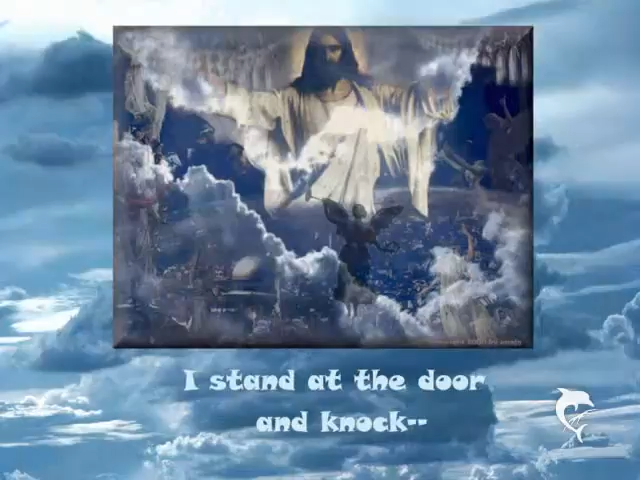 I stand at the door
and knock--